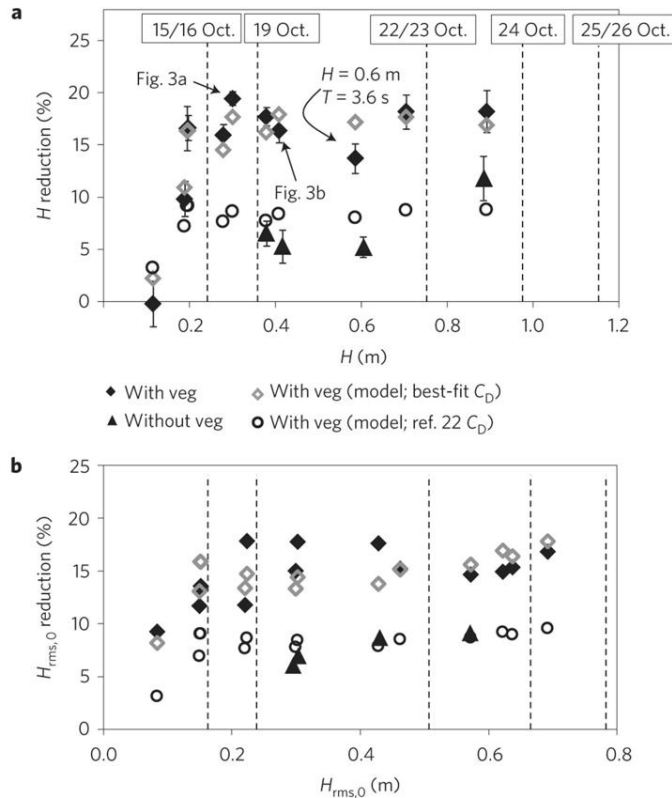 a
15/16 Oct. 19 Oct. 22/23 Oct. 24 Oct. 25/26 Oct.
25
20
15
10
5
0
H reduction (%)
Fig. 3a
H = 0.6 m
T = 3.6 s
Fig. 3b
0.2 0.4 0.6 0.8 1.0 1.2
H (m)
With veg With veg (model; best-fit C_D)
Without veg With veg (model; ref. 22 C_D)
b
25
20
15
10
5
0
H_rms,0 reduction (%)
0.0 0.2 0.4 0.6 0.8
H_rms,0 (m)